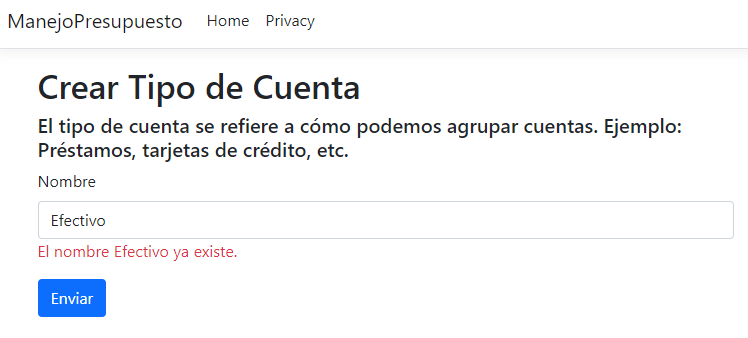 ManejoPresupuesto Home Privacy
Crear Tipo de Cuenta
El tipo de cuenta se refiere a cómo podemos agrupar cuentas. Ejemplo:
Préstamos, tarjetas de crédito, etc.
Nombre
Efectivo
El nombre Efectivo ya existe.
Enviar